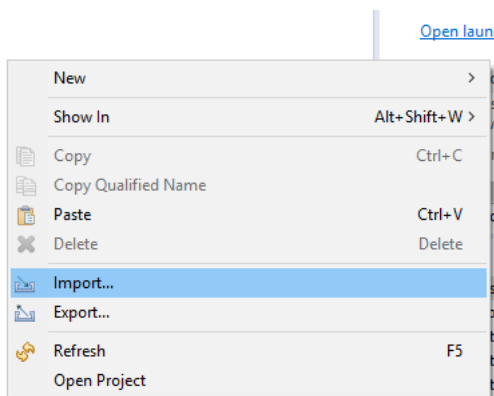 Open laun
New >
Show In Alt+Shift+W >
Copy Ctrl+C
Copy Qualified Name
Paste Ctrl+V
Delete Delete
Import...
Export...
Refresh F5
Open Project